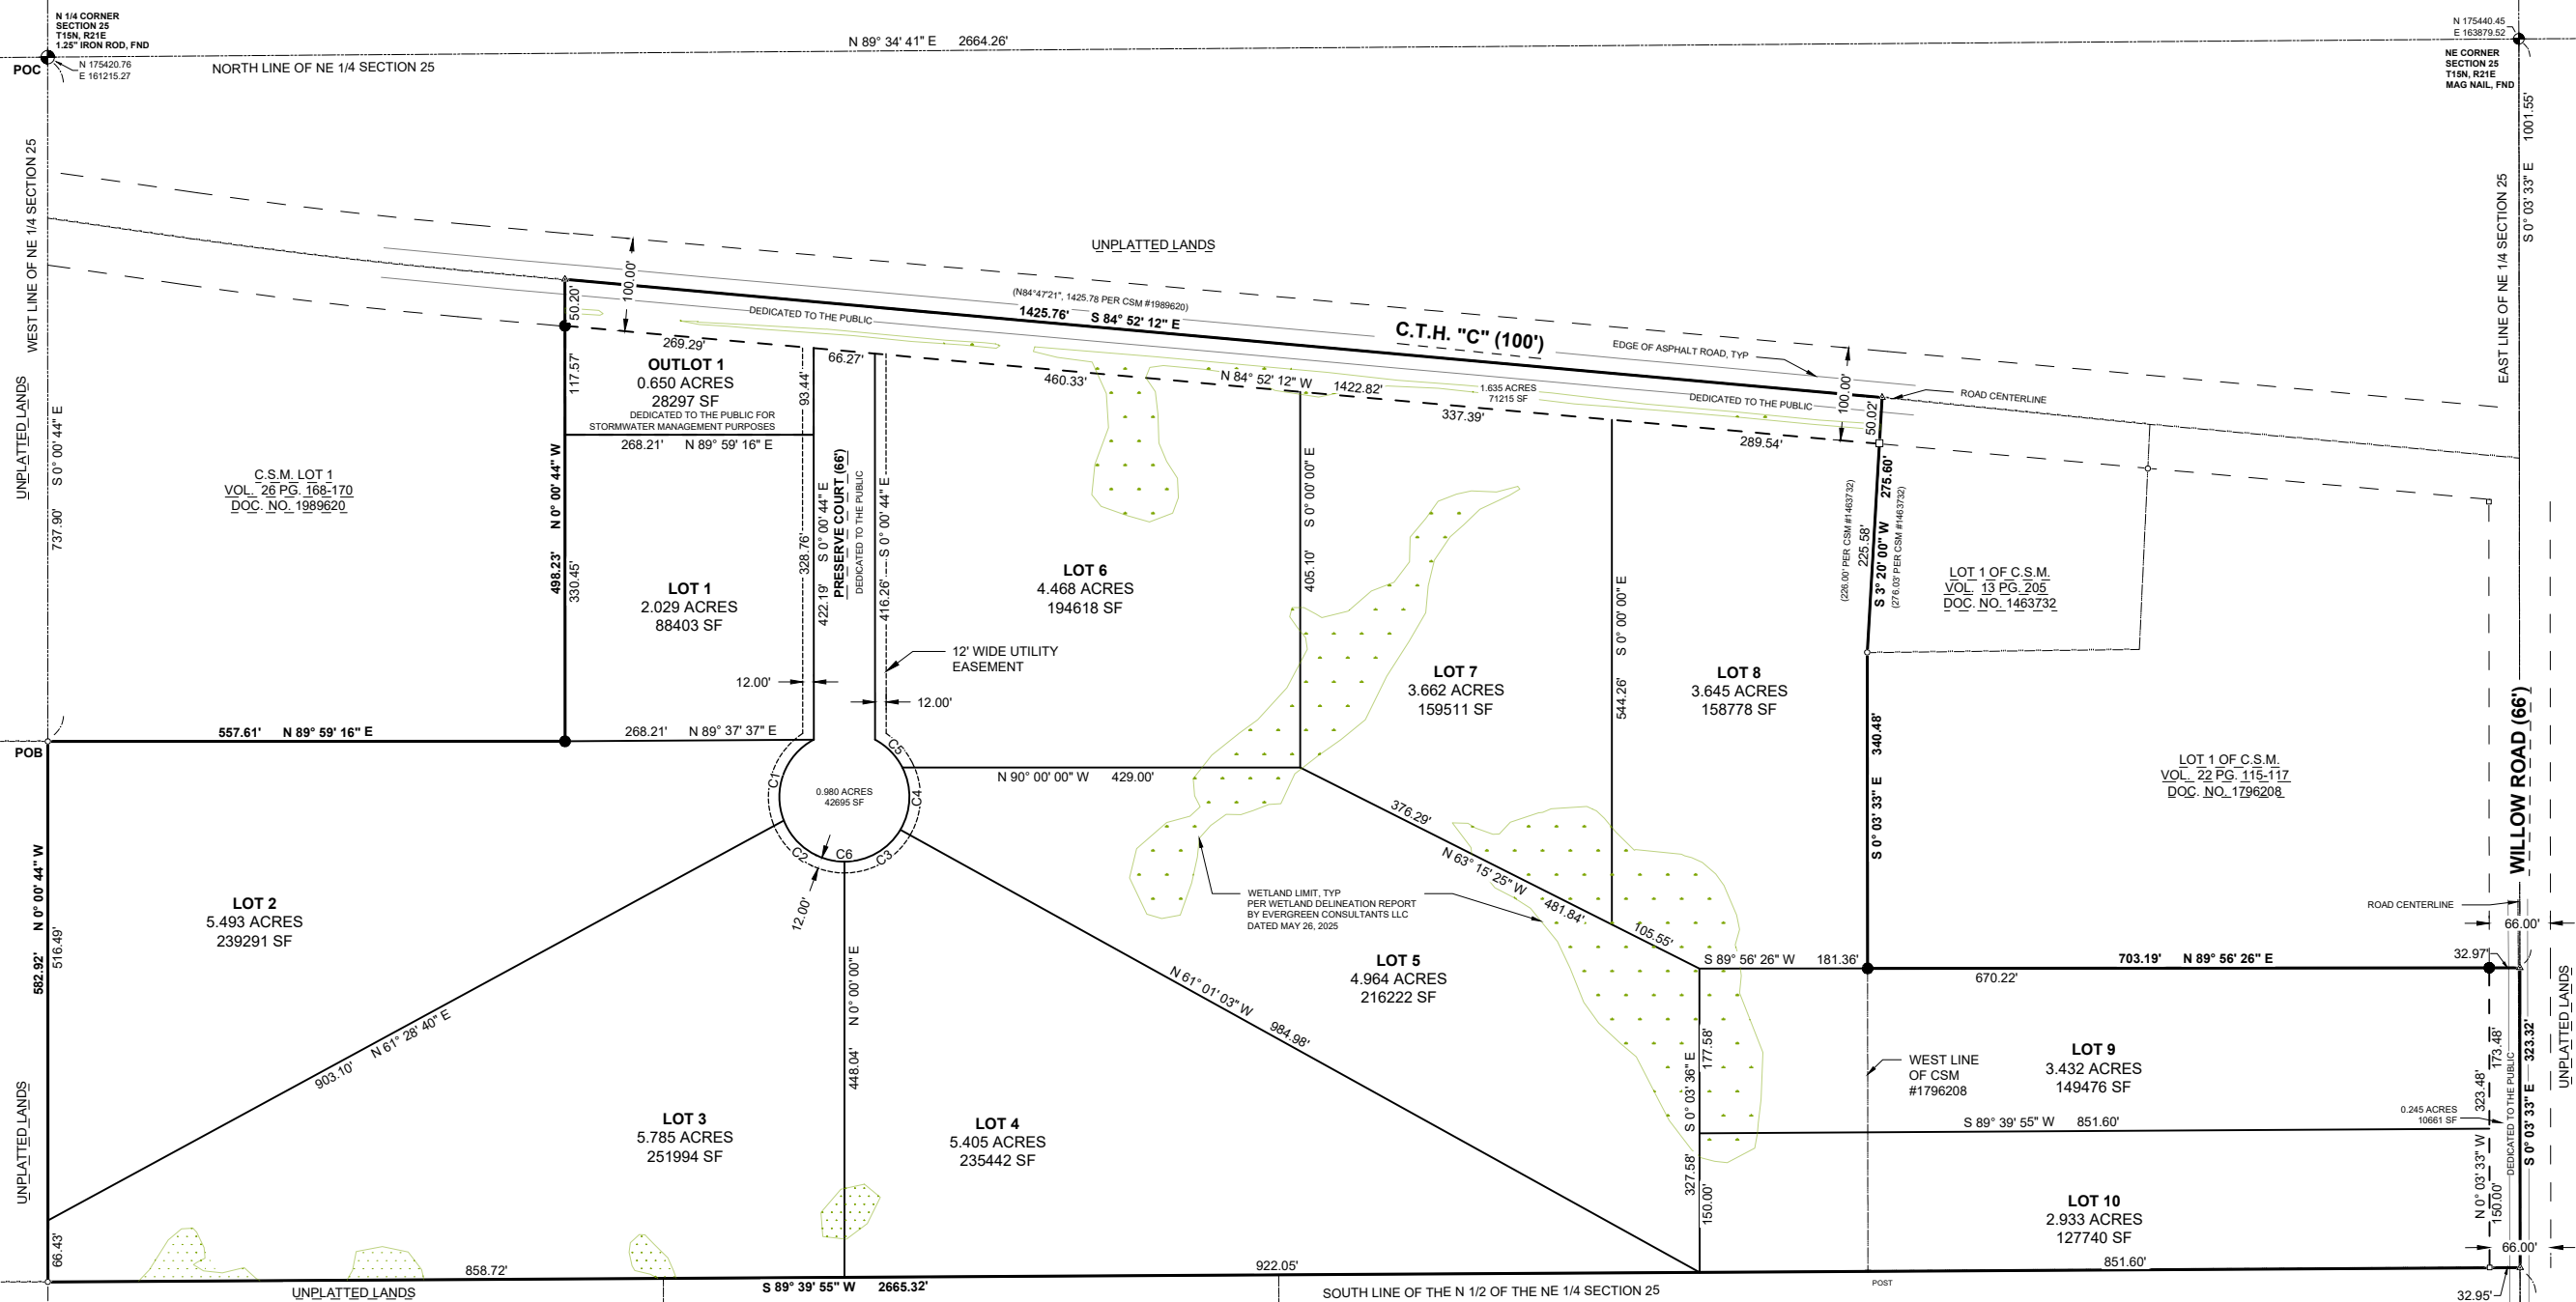 N 1/4 CORNER
SECTION 25
T15N, R21E
1.25" IRON ROD, FND
POC
N 175420.76
E 161215.27
NORTH LINE OF NE 1/4 SECTION 25
N 89° 34' 41" E 2664.26'
N 175440.45
E 163879.52
NE CORNER
SECTION 25
T15N, R21E
MAG NAIL, FND
S 0° 03' 33" E 1001.55'
EAST LINE OF NE 1/4 SECTION 25
WEST LINE OF NE 1/4 SECTION 25
UNPLATTED LANDS
737.90' S 0° 00' 44" E
UNPLATTED LANDS
100.00'
50.20'
(N84°47'21", 1425.78 PER CSM #1989620)
1425.76' S 84° 52' 12" E
DEDICATED TO THE PUBLIC
C.T.H. "C" (100')
EDGE OF ASPHALT ROAD, TYP
100.00'
ROAD CENTERLINE
50.02'
269.29'
66.27'
460.33'
N 84° 52' 12" W 1422.82'
1.635 ACRES
71215 SF
DEDICATED TO THE PUBLIC
337.39'
289.54'
117.57'
OUTLOT 1
0.650 ACRES
28297 SF
DEDICATED TO THE PUBLIC FOR
STORMWATER MANAGEMENT PURPOSES
93.44'
268.21' N 89° 59' 16" E
C.S.M. LOT 1
VOL. 26 PG. 168-170
DOC. NO. 1989620
498.23' N 0° 00' 44" W
330.45'
LOT 1
2.029 ACRES
88403 SF
328.76'
422.19' S 0° 00' 44" E
PRESERVE COURT (66')
DEDICATED TO THE PUBLIC
416.26' S 0° 00' 44" E
LOT 6
4.468 ACRES
194618 SF
12' WIDE UTILITY
EASEMENT
12.00'
12.00'
405.10' S 0° 00' 00" E
LOT 7
3.662 ACRES
159511 SF
544.26' S 0° 00' 00" E
LOT 8
3.645 ACRES
158778 SF
(226.00' PER CSM #1463732)
225.58'
S 3° 20' 00" W 275.60'
(276.03' PER CSM #1463732)
LOT 1 OF C.S.M.
VOL. 13 PG. 205
DOC. NO. 1463732
S 0° 03' 33" E 340.48'
LOT 1 OF C.S.M.
VOL. 22 PG. 115-117
DOC. NO. 1796208
WILLOW ROAD (66')
POB
557.61' N 89° 59' 16" E
268.21' N 89° 37' 37" E
C1
C2
C3
C4
C5
C6
0.980 ACRES
42695 SF
12.00'
N 90° 00' 00" W 429.00'
376.29'
N 63° 15' 25" W
481.84'
105.55'
WETLAND LIMIT, TYP
PER WETLAND DELINEATION REPORT
BY EVERGREEN CONSULTANTS LLC
DATED MAY 26, 2025
582.92' N 0° 00' 44" W
516.49'
LOT 2
5.493 ACRES
239291 SF
903.10' N 61° 28' 40" E
448.04' N 0° 00' 00" E
N 61° 01' 03" W 984.98'
LOT 5
4.964 ACRES
216222 SF
S 89° 56' 26" W 181.36'
ROAD CENTERLINE
66.00'
32.97'
703.19' N 89° 56' 26" E
670.22'
LOT 3
5.785 ACRES
251994 SF
LOT 4
5.405 ACRES
235442 SF
177.58'
S 0° 03' 36" E
327.58'
150.00'
WEST LINE
OF CSM
#1796208
LOT 9
3.432 ACRES
149476 SF
S 89° 39' 55" W 851.60'
0.245 ACRES
10661 SF
173.48'
N 0° 03' 33" W 323.48'
150.00'
DEDICATED TO THE PUBLIC
S 0° 03' 33" E 323.32'
UNPLATTED LANDS
LOT 10
2.933 ACRES
127740 SF
66.00'
32.95'
UNPLATTED LANDS
66.43'
858.72'
922.05'
851.60'
UNPLATTED LANDS
S 89° 39' 55" W 2665.32'
SOUTH LINE OF THE N 1/2 OF THE NE 1/4 SECTION 25
POST